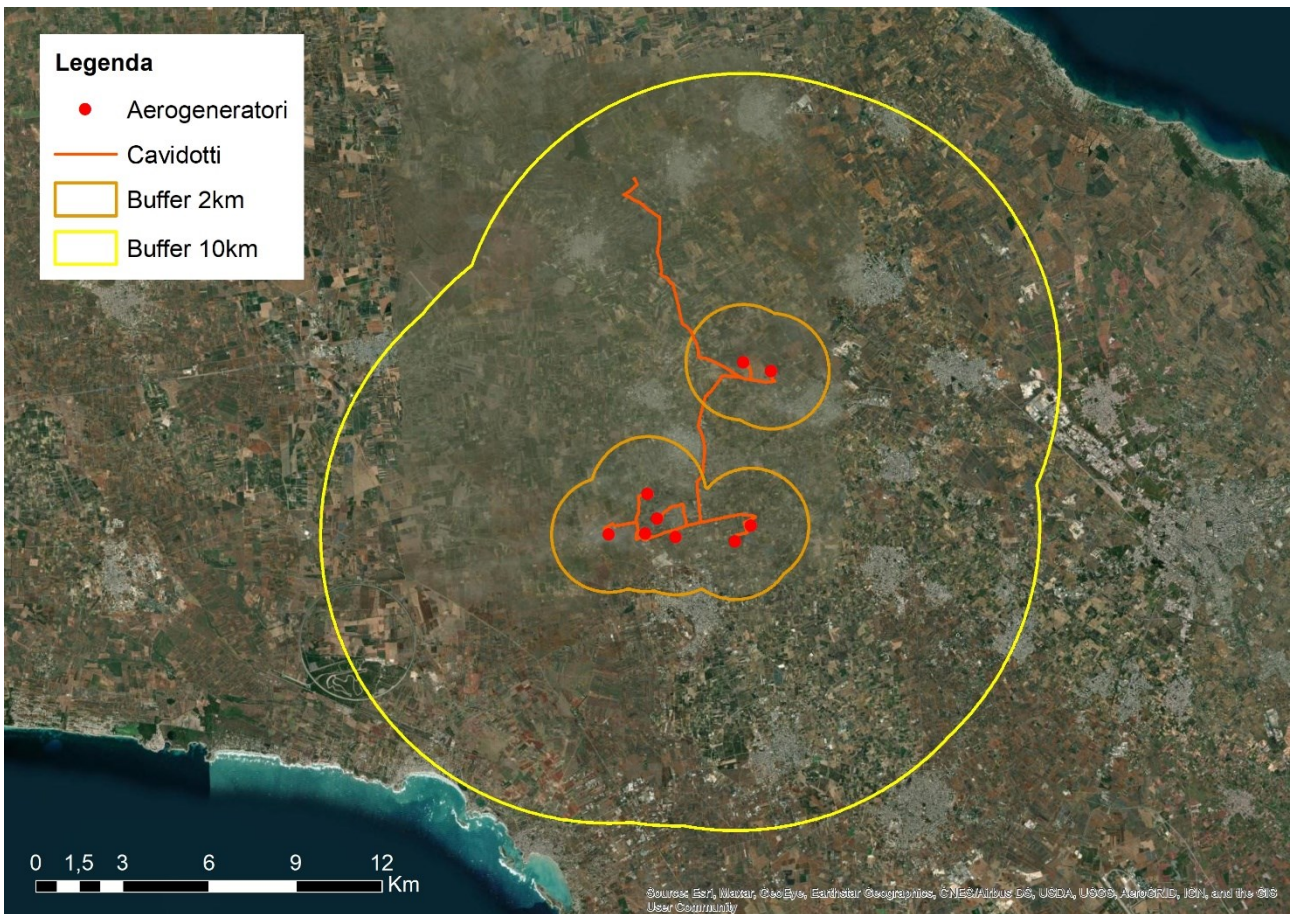 Legenda
Aerogeneratori
Cavidotti
Buffer 2km
Buffer 10km
0 1,5 3 6 9 12
Km
Source: Esri, Maxar, GeoEye, Earthstar Geographics, CNES/Airbus DS, USDA, USGS, AeroGRID, IGN, and the GIS
User Community